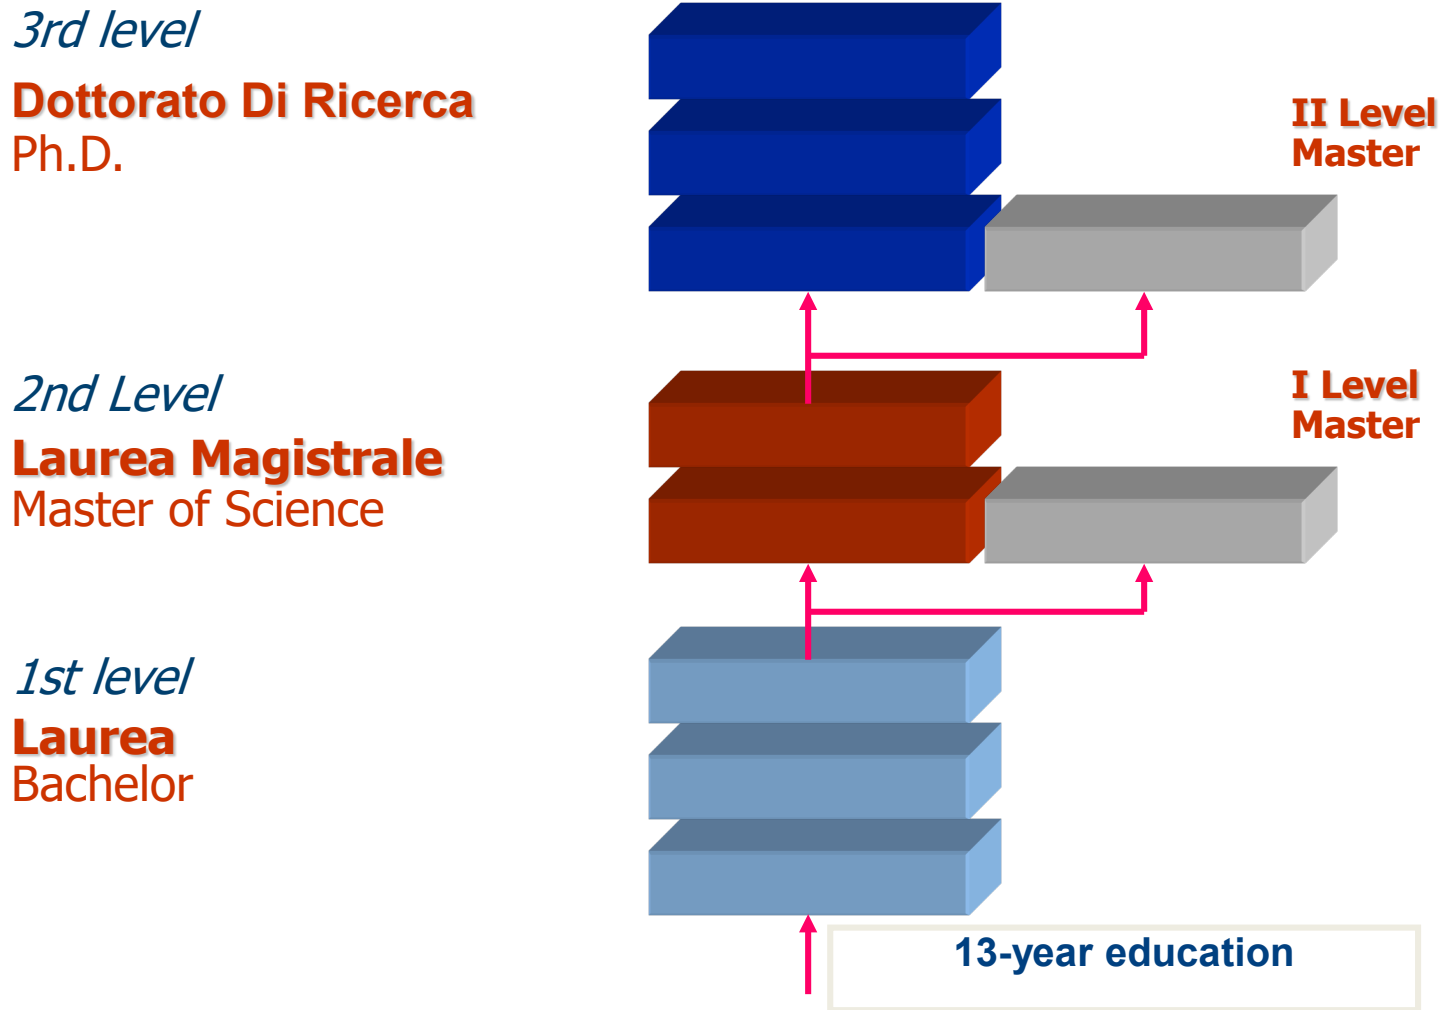 3rd level
Dottorato Di Ricerca
Ph.D.
II Level
Master
2nd Level
Laurea Magistrale
Master of Science
I Level
Master
1st level
Laurea
Bachelor
13-year education